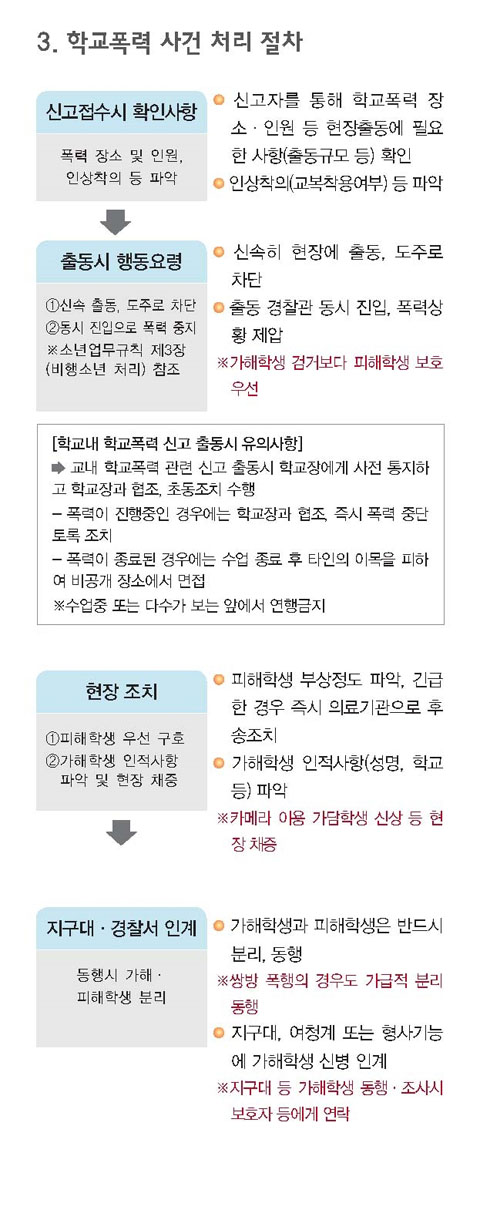 3. 학교폭력 사건 처리 절차
신고접수시 확인사항
폭력 장소 및 인원,
인상착의 등 파악
신고자를 통해 학교폭력 장
소 · 인원 등 현장출동에 필요
한 사항(출동규모 등) 확인
인상착의(교복착용여부) 등 파악
출동시 행동요령
①신속 출동, 도주로 차단
②동시 진입으로 폭력 중지
※소년업무규칙 제3장
(비행소년 처리) 참조
신속히 현장에 출동, 도주로
차단
출동 경찰관 동시 진입, 폭력상
황 제압
※가해학생 검거보다 피해학생 보호
우선
[학교내 학교폭력 신고 출동시 유의사항]
➡ 교내 학교폭력 관련 신고 출동시 학교장에게 사전 통지하
고 학교장과 협조, 초동조치 수행
– 폭력이 진행중인 경우에는 학교장과 협조, 즉시 폭력 중단
토록 조치
– 폭력이 종료된 경우에는 수업 종료 후 타인의 이목을 피하
여 비공개 장소에서 면접
※수업중 또는 다수가 보는 앞에서 연행금지
현장 조치
①피해학생 우선 구호
②가해학생 인적사항
파악 및 현장 채증
피해학생 부상정도 파악, 긴급
한 경우 즉시 의료기관으로 후
송조치
가해학생 인적사항(성명, 학교
등) 파악
※카메라 이용 가담학생 신상 등 현
장 채증
지구대 · 경찰서 인계
동행시 가해 ·
피해학생 분리
가해학생과 피해학생은 반드시
분리, 동행
※쌍방 폭행의 경우도 가급적 분리
동행
지구대, 여청계 또는 형사기능
에 가해학생 신병 인계
※지구대 등 가해학생 동행 · 조사시
보호자 등에게 연락